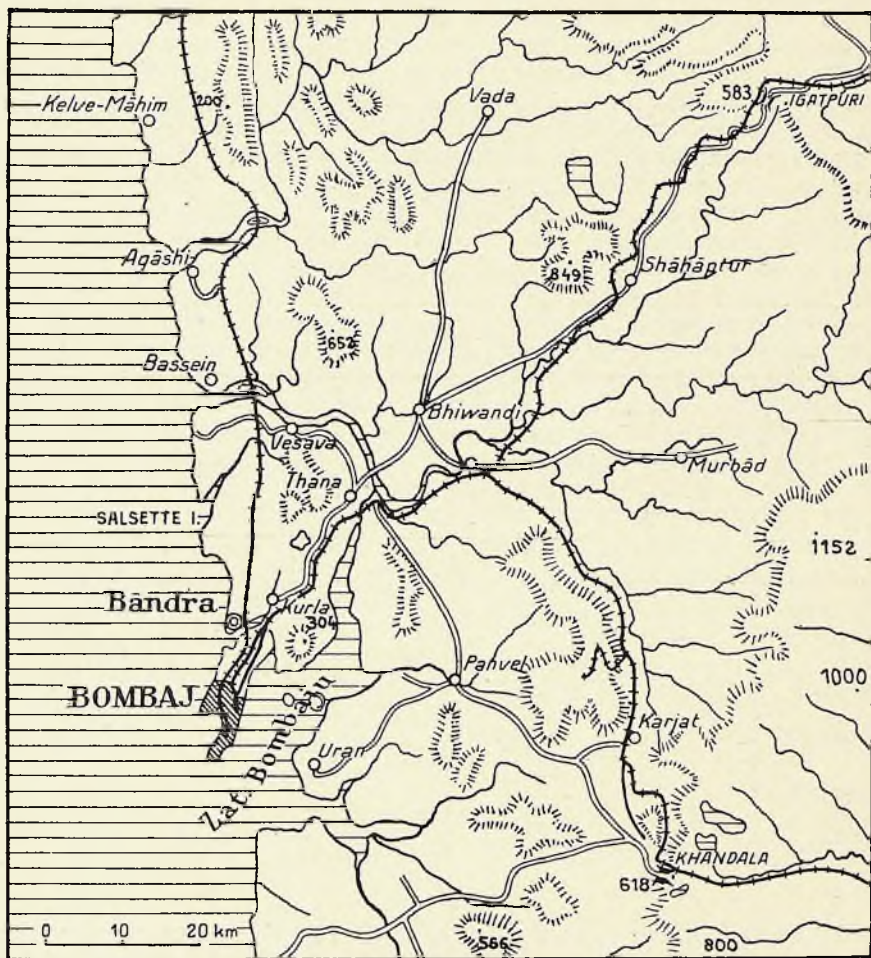 Kelve-Māhim
200
Vada
583
IGATPURI
Agāshi
849
Shāhāptur
652
Bassein
Bhiwandi
Vesava
Murbād
Thana
SALSETTE I.
1152
Bāndra
Kurla
304
Panvel
1000
BOMBAJ
Zat. Bombaju
Karjat
Uran
KHANDALA
618
0 10 20 km
566
800